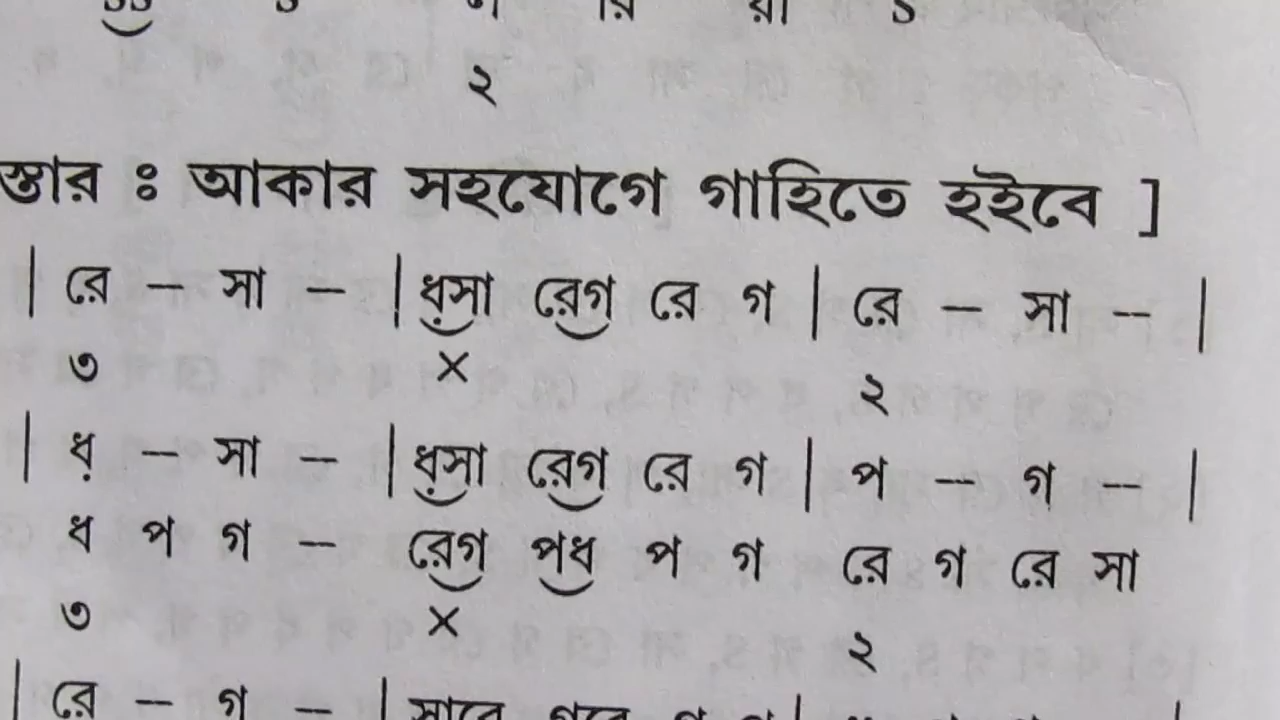 রি রা ऽ
২
স্তার ঃ আকার সহযোগে গাহিতে হইবে ]
| রে – সা – | ধ়সা রেগ রে গ | রে – সা – |
৩ × ২
| ধ় – সা – | ধ়সা রেগ রে গ | প – গ – |
ধ প গ – রেগ পধ প গ রে গ রে সা
৩ × ২
| রে – গ – |